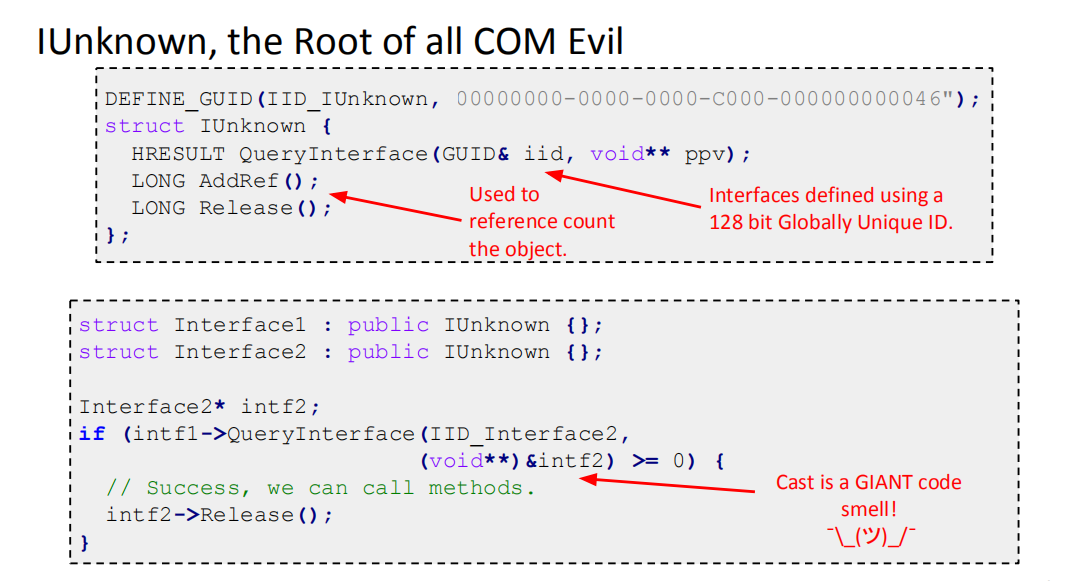 IUnknown, the Root of all COM Evil
DEFINE_GUID(IID_IUnknown, 00000000-0000-0000-C000-000000000046");
struct IUnknown {
HRESULT QueryInterface(GUID& iid, void** ppv);
LONG AddRef();
LONG Release();
};
Used to
reference count
the object.
Interfaces defined using a
128 bit Globally Unique ID.
struct Interface1 : public IUnknown {};
struct Interface2 : public IUnknown {};
Interface2* intf2;
if (intf1->QueryInterface(IID_Interface2,
(void**)&intf2) >= 0) {
// Success, we can call methods.
intf2->Release();
}
Cast is a GIANT code
smell!
¯\_(ツ)_/¯